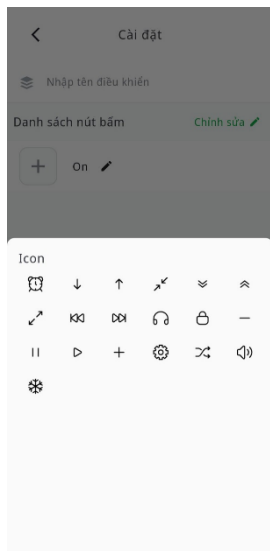 Cài đặt
Nhập tên điều khiển
Danh sách nút bấm Chỉnh sửa
On
Icon